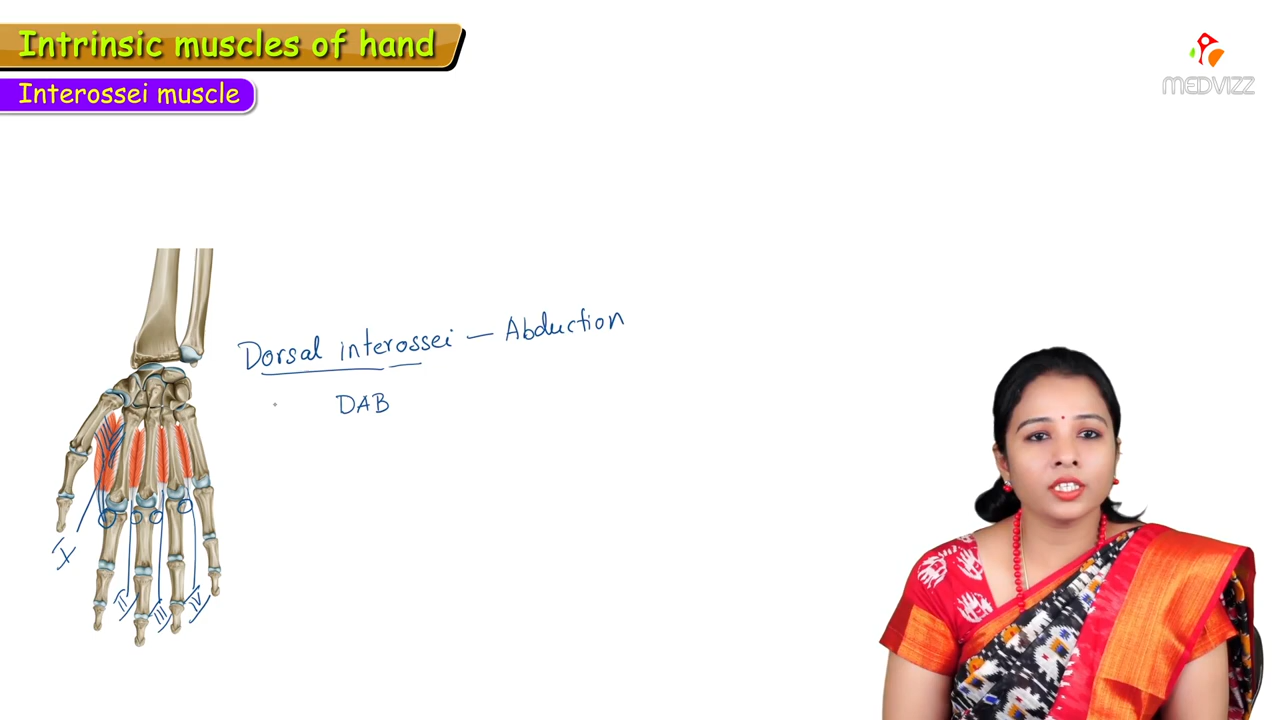 Intrinsic muscles of hand
Interossei muscle
MEDVIZZ
Dorsal interossei — Abduction
DAB
I
II
III
IV